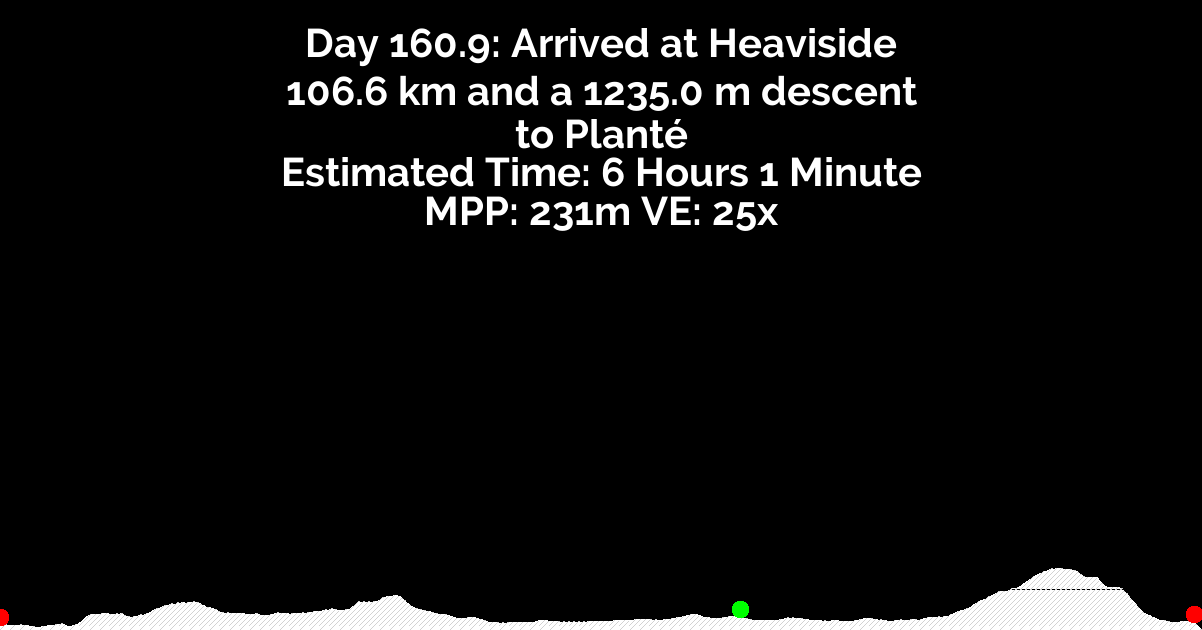 Day 160.9: Arrived at Heaviside
106.6 km and a 1235.0 m descent
to Planté
Estimated Time: 6 Hours 1 Minute
MPP: 231m VE: 25x